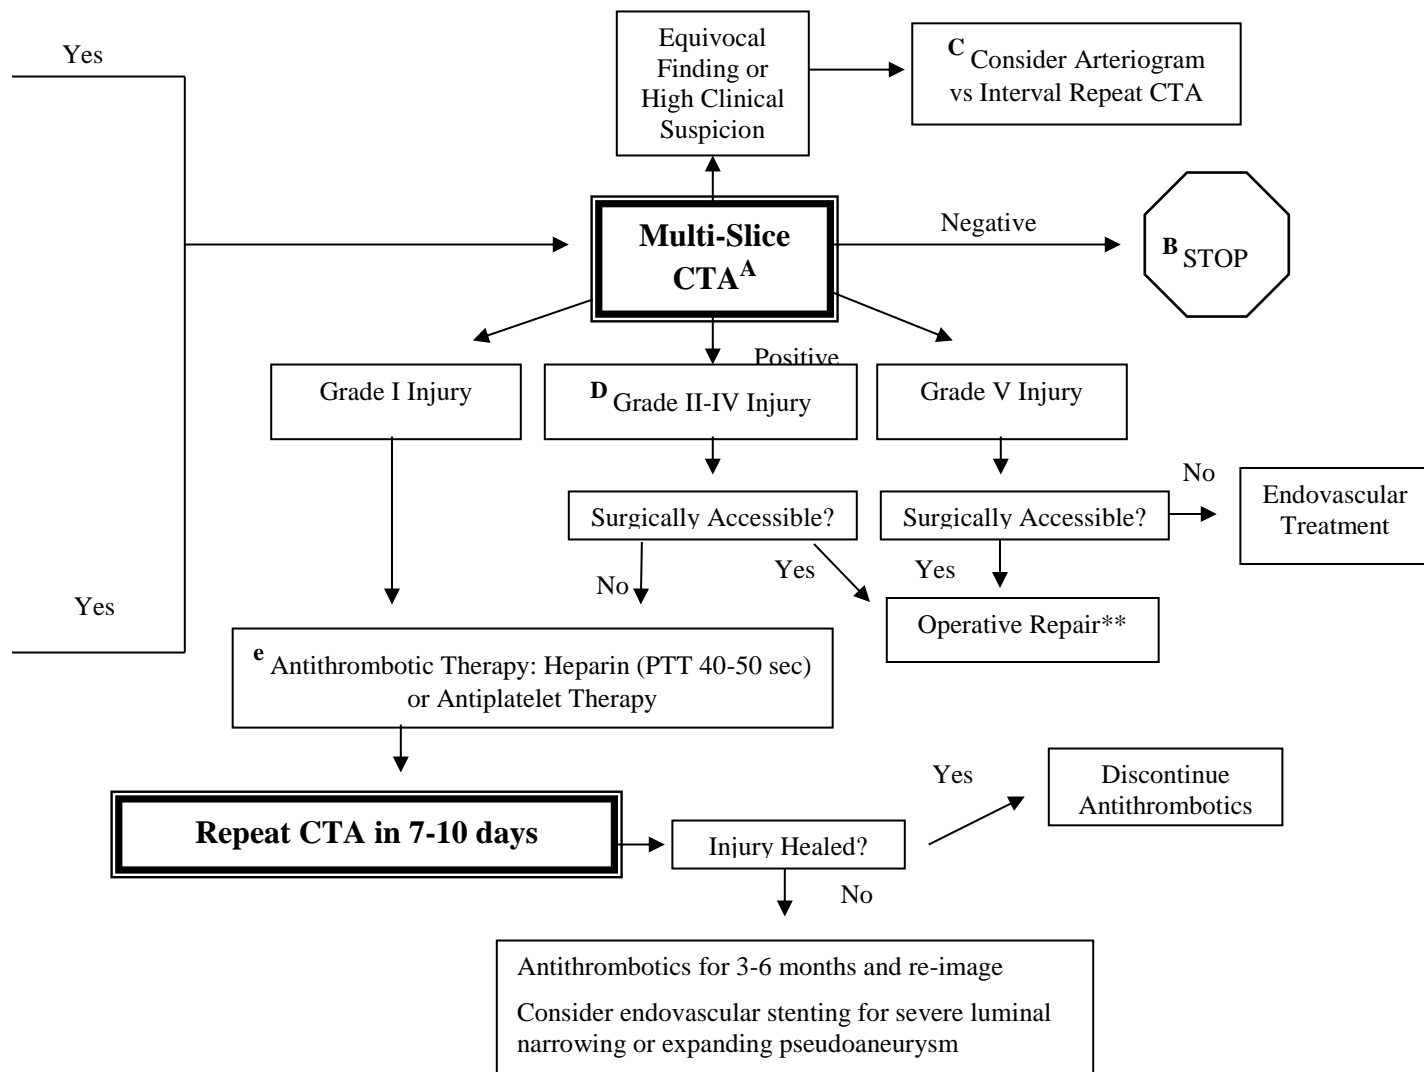 Yes
Equivocal
Finding or
High Clinical
Suspicion
C Consider Arteriogram
vs Interval Repeat CTA
Multi-Slice
CTA^A
Negative
B STOP
Positive
Grade I Injury
D Grade II-IV Injury
Grade V Injury
Surgically Accessible?
Surgically Accessible?
No
Endovascular
Treatment
No
Yes
Yes
Yes
Operative Repair**
e Antithrombotic Therapy: Heparin (PTT 40-50 sec)
or Antiplatelet Therapy
Repeat CTA in 7-10 days
Injury Healed?
Yes
Discontinue
Antithrombotics
No
Antithrombotics for 3-6 months and re-image
Consider endovascular stenting for severe luminal
narrowing or expanding pseudoaneurysm